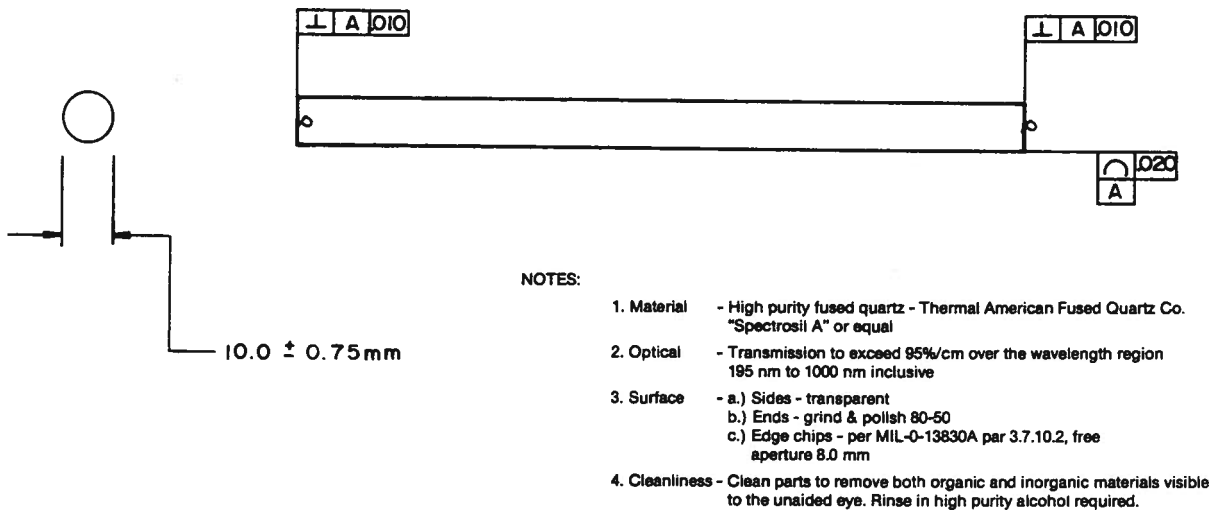 ⊥ A .010
⊥ A .010
⌓ .020
A
10.0 ± 0.75mm
NOTES:
1. Material - High purity fused quartz - Thermal American Fused Quartz Co.
"Spectrosil A" or equal
2. Optical - Transmission to exceed 95%/cm over the wavelength region
195 nm to 1000 nm inclusive
3. Surface - a.) Sides - transparent
b.) Ends - grind & polish 80-50
c.) Edge chips - per MIL-0-13830A par 3.7.10.2, free
aperture 8.0 mm
4. Cleanliness - Clean parts to remove both organic and inorganic materials visible
to the unaided eye. Rinse in high purity alcohol required.